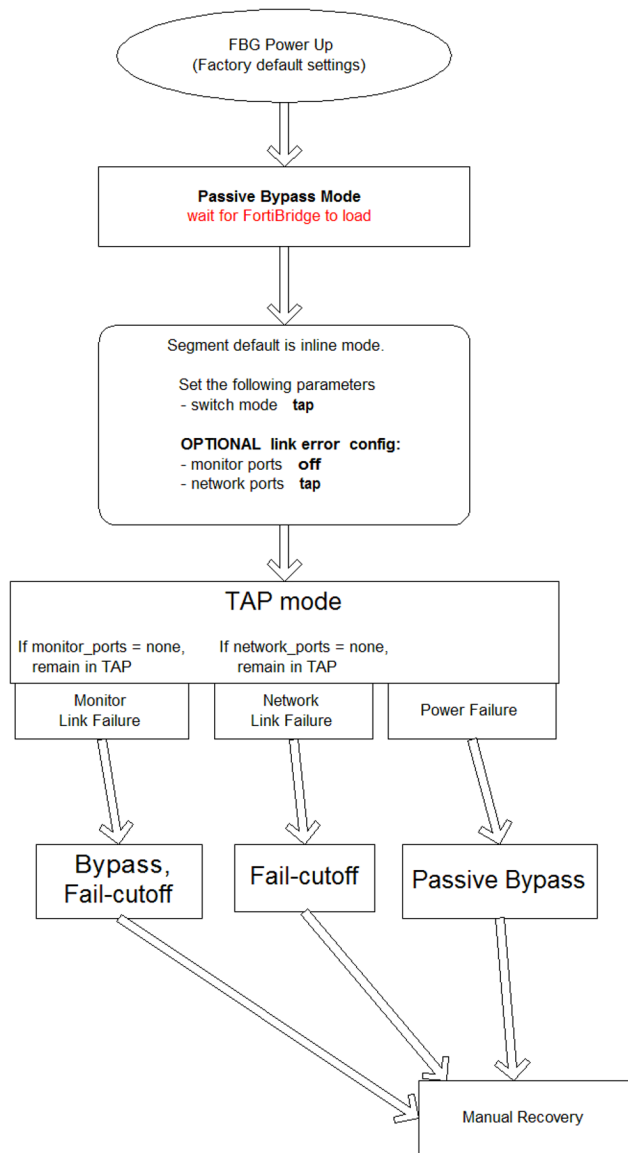 FBG Power Up
(Factory default settings)
Passive Bypass Mode
wait for FortiBridge to load
Segment default is inline mode.
Set the following parameters
- switch mode tap
OPTIONAL link error config:
- monitor ports off
- network ports tap
TAP mode
If monitor_ports = none,
remain in TAP
If network_ports = none,
remain in TAP
Monitor
Link Failure
Network
Link Failure
Power Failure
Bypass,
Fail-cutoff
Fail-cutoff
Passive Bypass
Manual Recovery